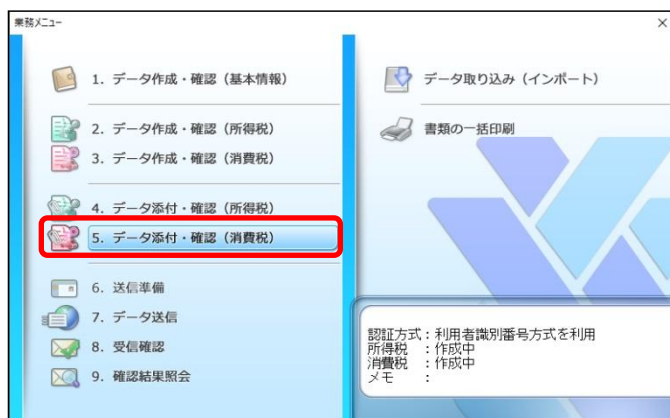 業務メニュー
1. データ作成・確認（基本情報）
2. データ作成・確認（所得税）
3. データ作成・確認（消費税）
4. データ添付・確認（所得税）
5. データ添付・確認（消費税）
6. 送信準備
7. データ送信
8. 受信確認
9. 確認結果照会
データ取り込み（インポート）
書類の一括印刷
認証方式：利用者識別番号方式を利用
所得税　：作成中
消費税　：作成中
メモ　　：